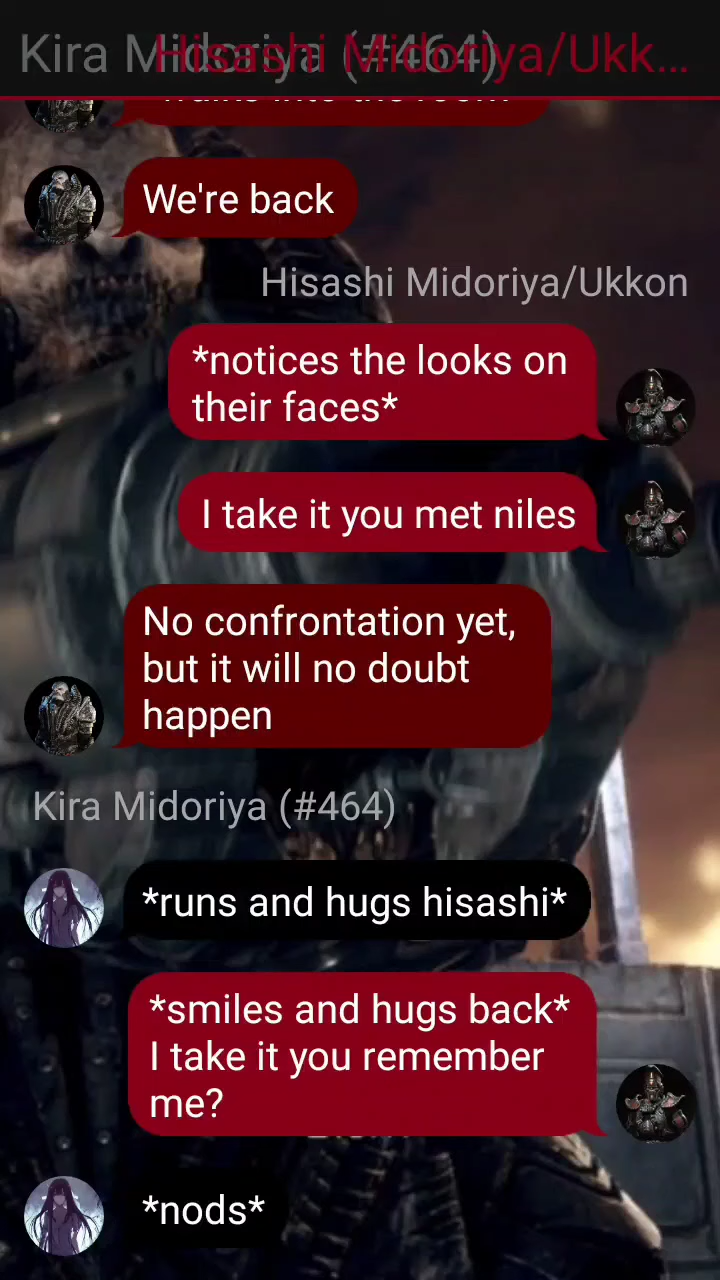 Kira Midoriya (#464)
Hisashi Midoriya/Ukk...
We're back
Hisashi Midoriya/Ukkon
*notices the looks on
their faces*
I take it you met niles
No confrontation yet,
but it will no doubt
happen
Kira Midoriya (#464)
*runs and hugs hisashi*
*smiles and hugs back*
I take it you remember
me?
*nods*